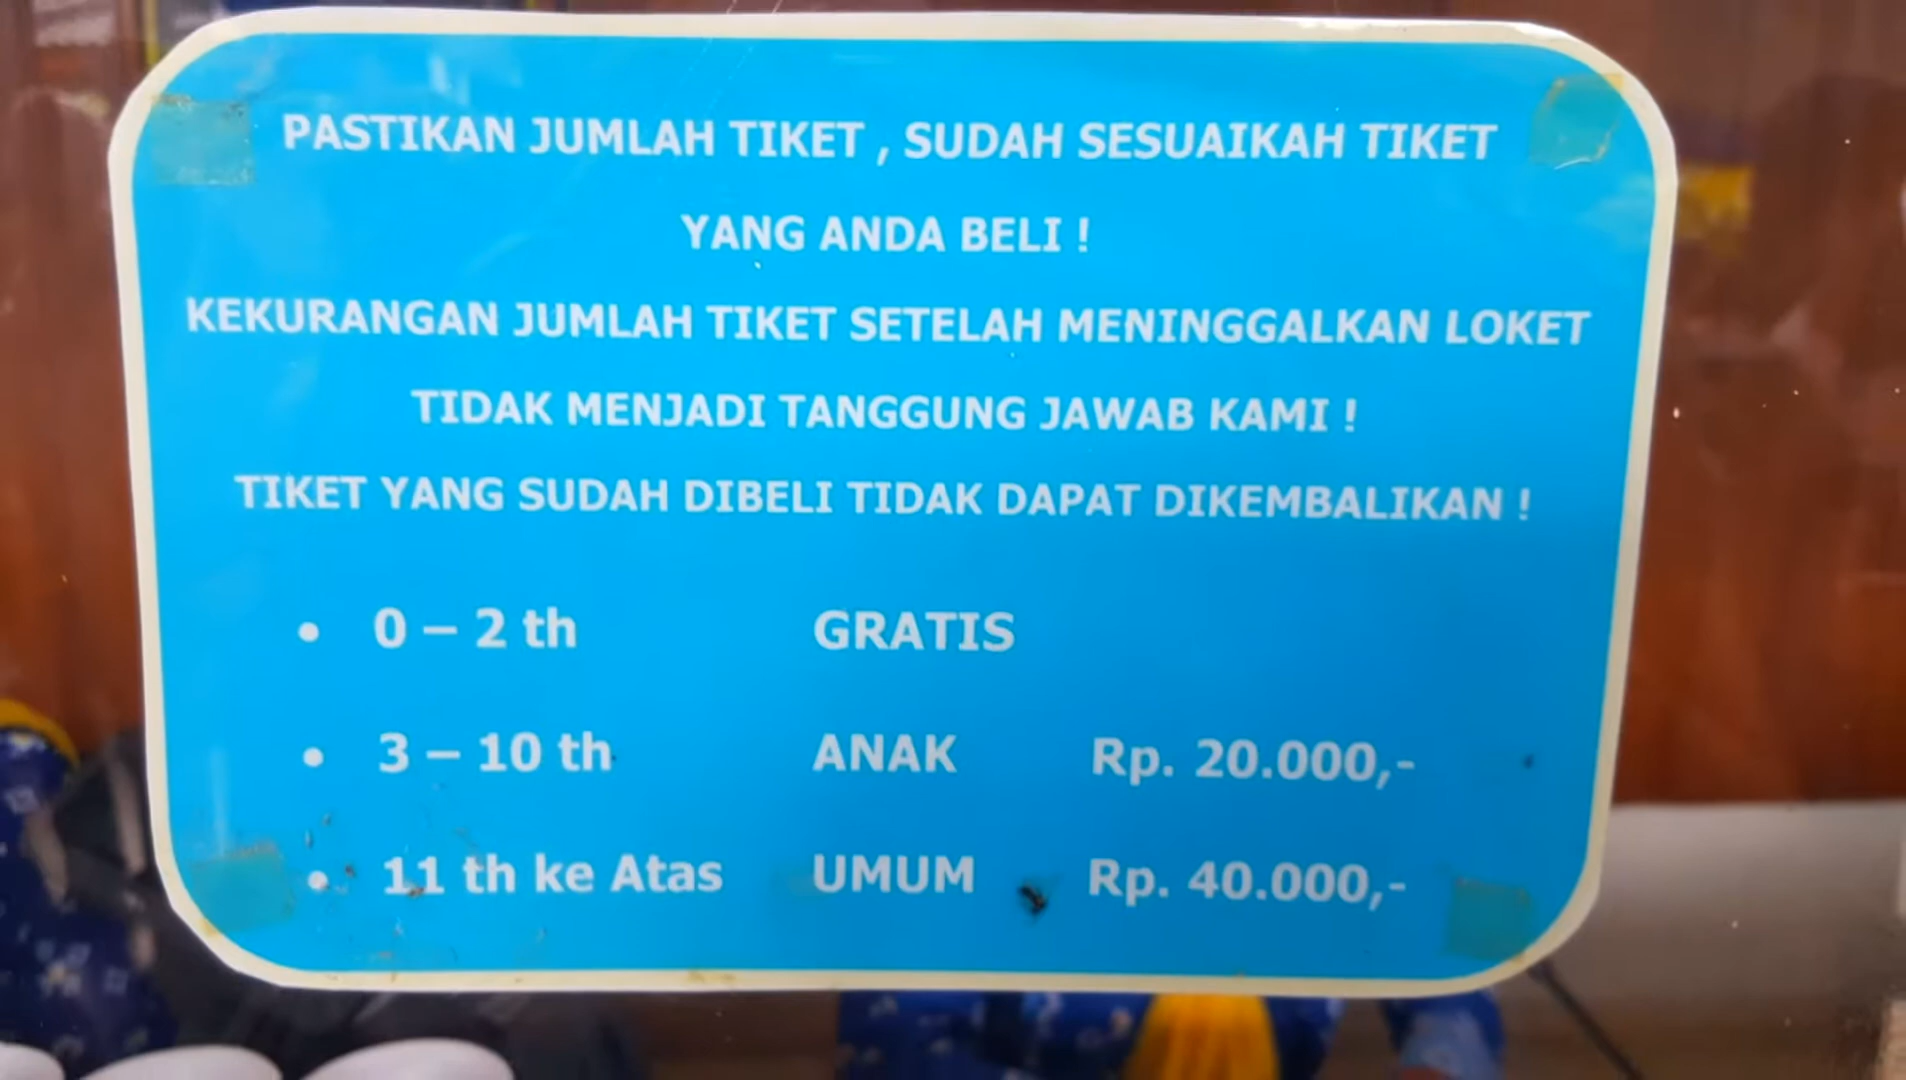 PASTIKAN JUMLAH TIKET , SUDAH SESUAIKAH TIKET
YANG ANDA BELI !
KEKURANGAN JUMLAH TIKET SETELAH MENINGGALKAN LOKET
TIDAK MENJADI TANGGUNG JAWAB KAMI !
TIKET YANG SUDAH DIBELI TIDAK DAPAT DIKEMBALIKAN !
• 0 – 2 th GRATIS
• 3 – 10 th ANAK Rp. 20.000,-
• 11 th ke Atas UMUM Rp. 40.000,-